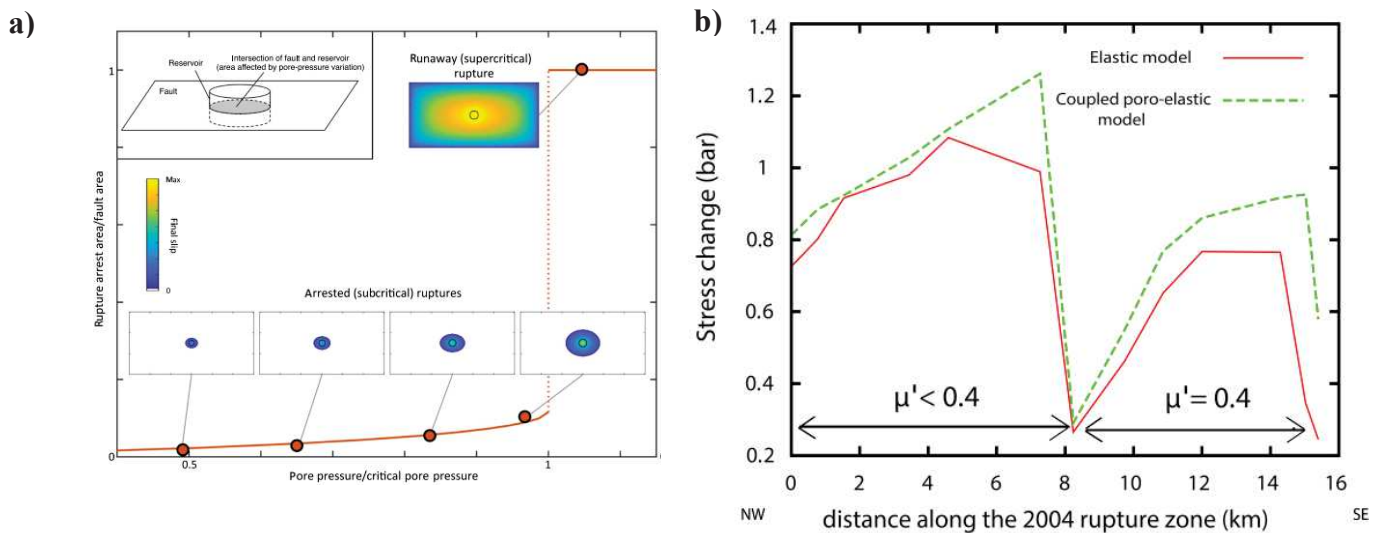 a)
Intersection of fault and reservoir
(area affected by pore-pressure variation)
Reservoir
Fault
Runaway (supercritical)
rupture
1
Rupture arrest area/fault area
Max
Final slip
0
Arrested (subcritical) ruptures
0
0.5
1
Pore pressure/critical pore pressure
b)
1.4
1.2
1
0.8
0.6
0.4
0.2
Stress change (bar)
Elastic model
Coupled poro-elastic
model
μ'< 0.4
μ'= 0.4
0
2
4
6
8
10
12
14
16
NW
distance along the 2004 rupture zone (km)
SE